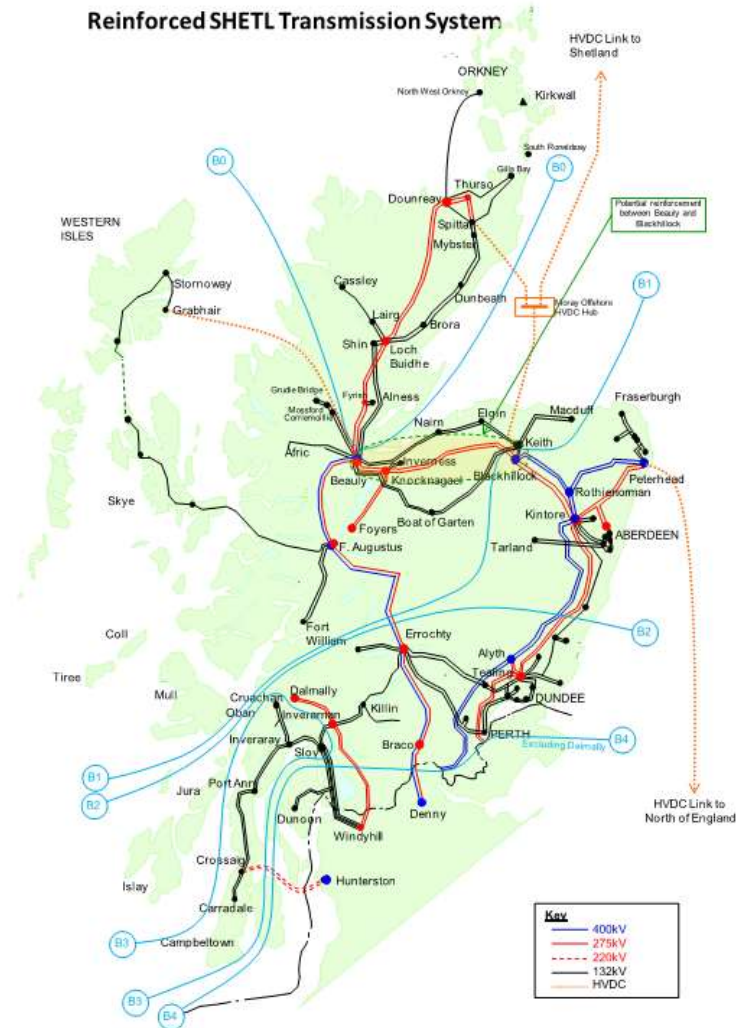 Reinforced SHETL Transmission System
HVDC Link to
Shetland
ORKNEY
North West Orkney
Kirkwall
South Ronaldsay
B0
B0
Gills Bay
Thurso
Dounreay
Potential reinforcement
between Beauly and
Blackhillock
WESTERN
ISLES
Spittal
Mybster
Stornoway
Cassley
Dunbeath
B1
Moray Offshore
HVDC Hub
Grabhair
Lairg
Brora
Shin
Loch
Buidhe
Fraserburgh
Grudie Bridge
Fyrish
Alness
Elgin
Macduff
Mossford
Corriemoillie
Nairn
Keith
Afric
Inverness
Beauly
Knocknagael
Blackhillock
Peterhead
Rothienorman
Skye
Foyers
Boat of Garten
Kintore
ABERDEEN
F. Augustus
Tarland
Fort
William
B2
Coll
Errochty
Alyth
Tealing
Tiree
Mull
Cruachan
Dalmally
Oban
Inverarnan
Killin
DUNDEE
Inveraray
Sloy
Braco
PERTH
B4
Excluding Dalmally
B1
Jura
Port Ann
B2
Dunoon
Denny
HVDC Link to
North of England
Windyhill
Crossaig
Islay
Hunterston
Carradale
Key
400kV
275kV
220kV
132kV
HVDC
B3
Campbeltown
B3
B4